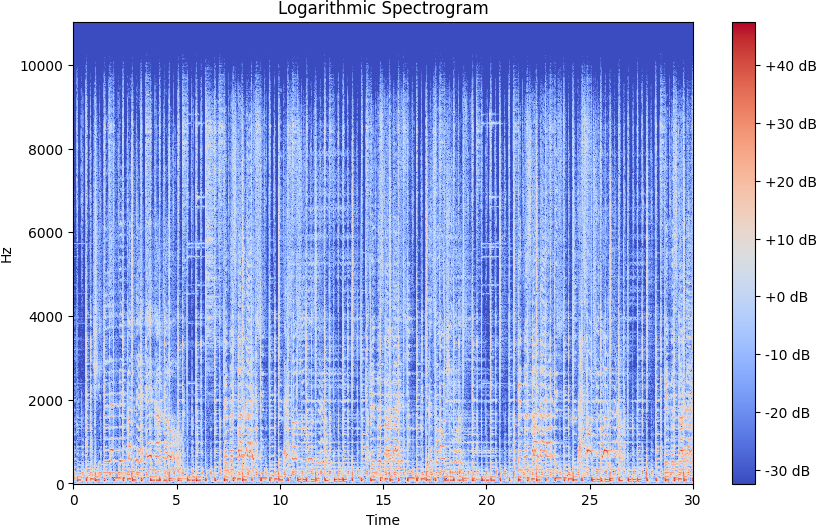 Logarithmic Spectrogram
Hz
10000
8000
6000
4000
2000
0
0 5 10 15 20 25 30
Time
+40 dB
+30 dB
+20 dB
+10 dB
+0 dB
-10 dB
-20 dB
-30 dB